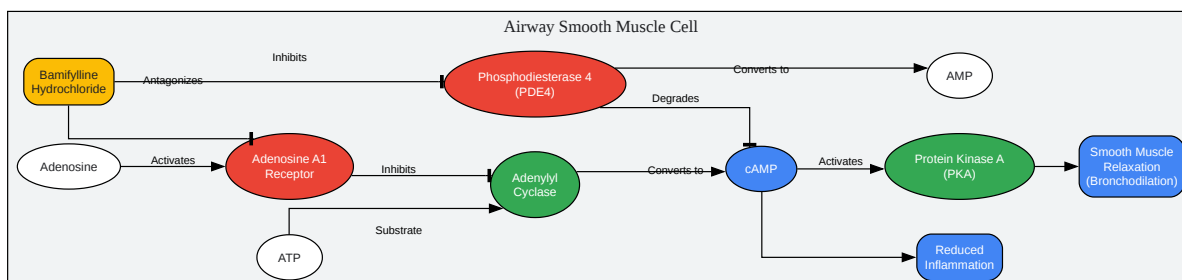 Airway Smooth Muscle Cell
Inhibits
Bamifylline
Hydrochloride
Antagonizes
Phosphodiesterase 4
(PDE4)
Converts to
AMP
Degrades
Adenosine
Activates
Adenosine A1
Receptor
Inhibits
Adenylyl
Cyclase
Converts to
cAMP
Activates
Protein Kinase A
(PKA)
Smooth Muscle
Relaxation
(Bronchodilation)
Substrate
ATP
Reduced
Inflammation